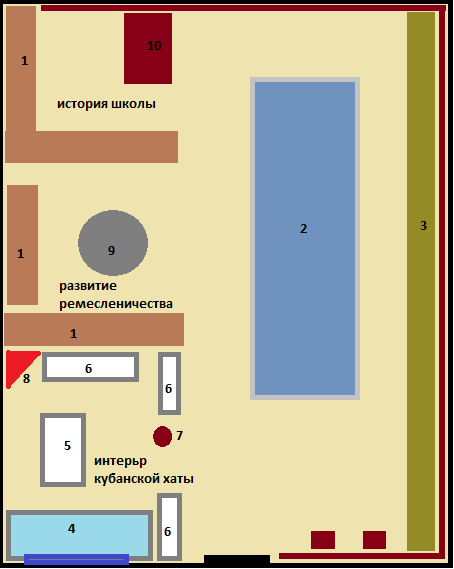 1
10
история школы
1
9
2
3
развитие
ремесленичества
1
8
6
6
5
7
интерьр
кубанской хаты
4
6